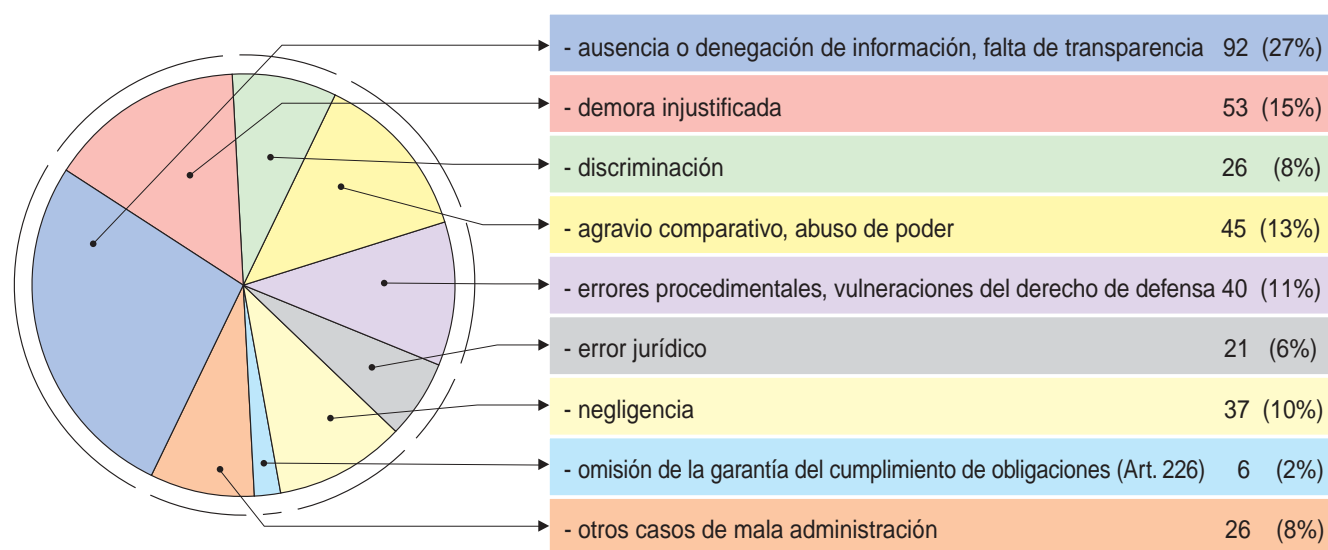 - ausencia o denegación de información, falta de transparencia 92 (27%)
- demora injustificada 53 (15%)
- discriminación 26 (8%)
- agravio comparativo, abuso de poder 45 (13%)
- errores procedimentales, vulneraciones del derecho de defensa 40 (11%)
- error jurídico 21 (6%)
- negligencia 37 (10%)
- omisión de la garantía del cumplimiento de obligaciones (Art. 226) 6 (2%)
- otros casos de mala administración 26 (8%)